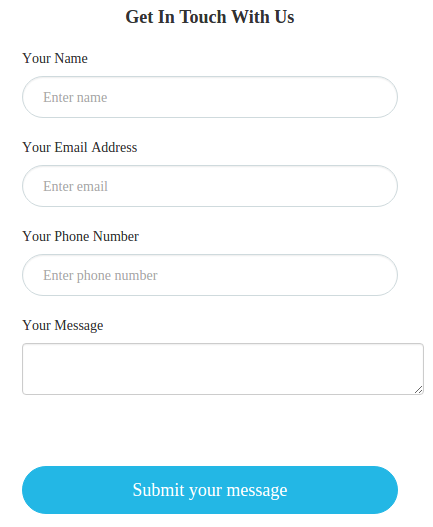 Get In Touch With Us
Your Name
Enter name
Your Email Address
Enter email
Your Phone Number
Enter phone number
Your Message
Submit your message